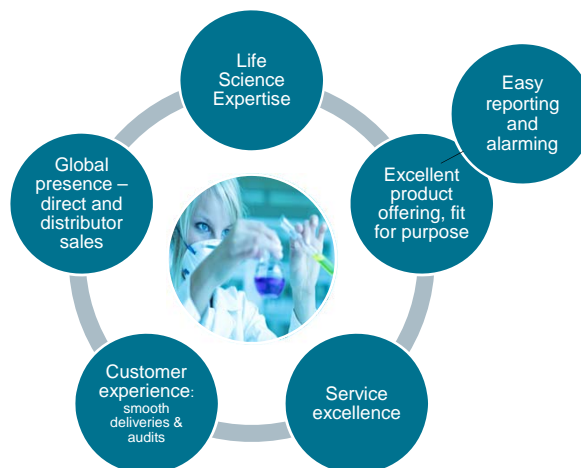 Life
Science
Expertise
Easy
reporting
and
alarming
Excellent
product
offering, fit
for purpose
Service
excellence
Customer
experience:
smooth
deliveries &
audits
Global
presence –
direct and
distributor
sales